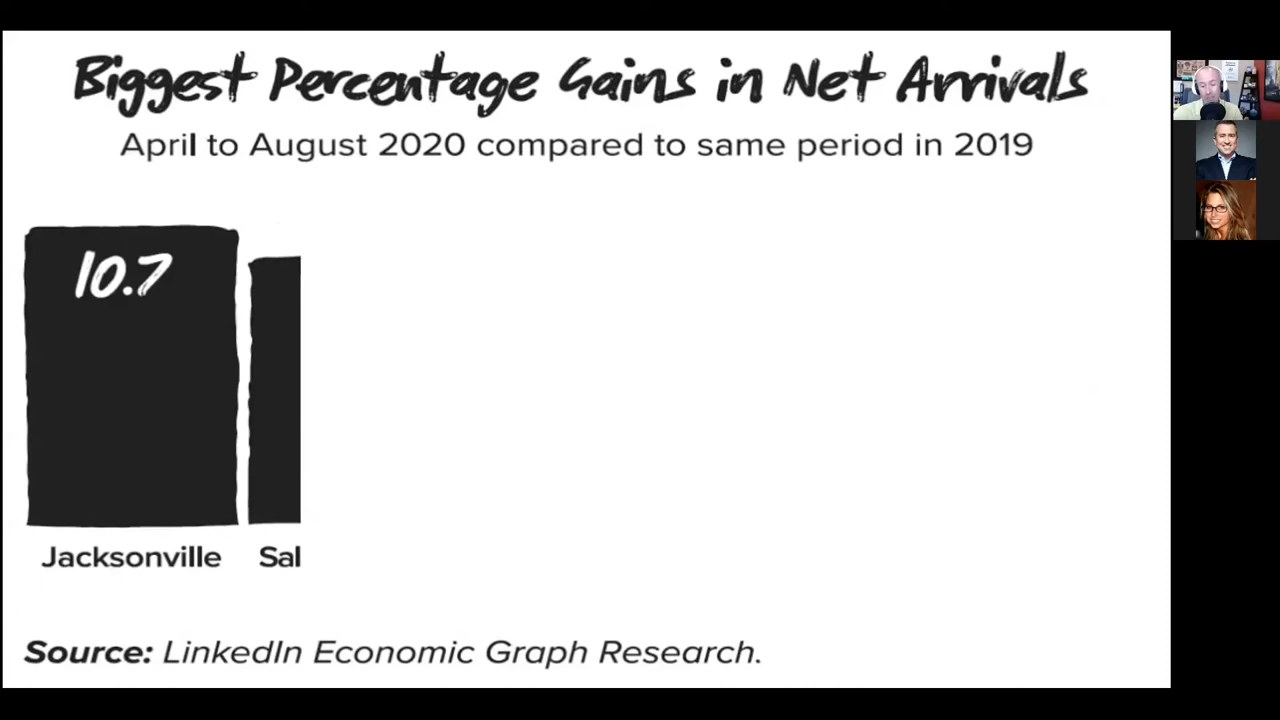 Biggest Percentage Gains in Net Arrivals
April to August 2020 compared to same period in 2019
10.7
Jacksonville Sal
Source: LinkedIn Economic Graph Research.